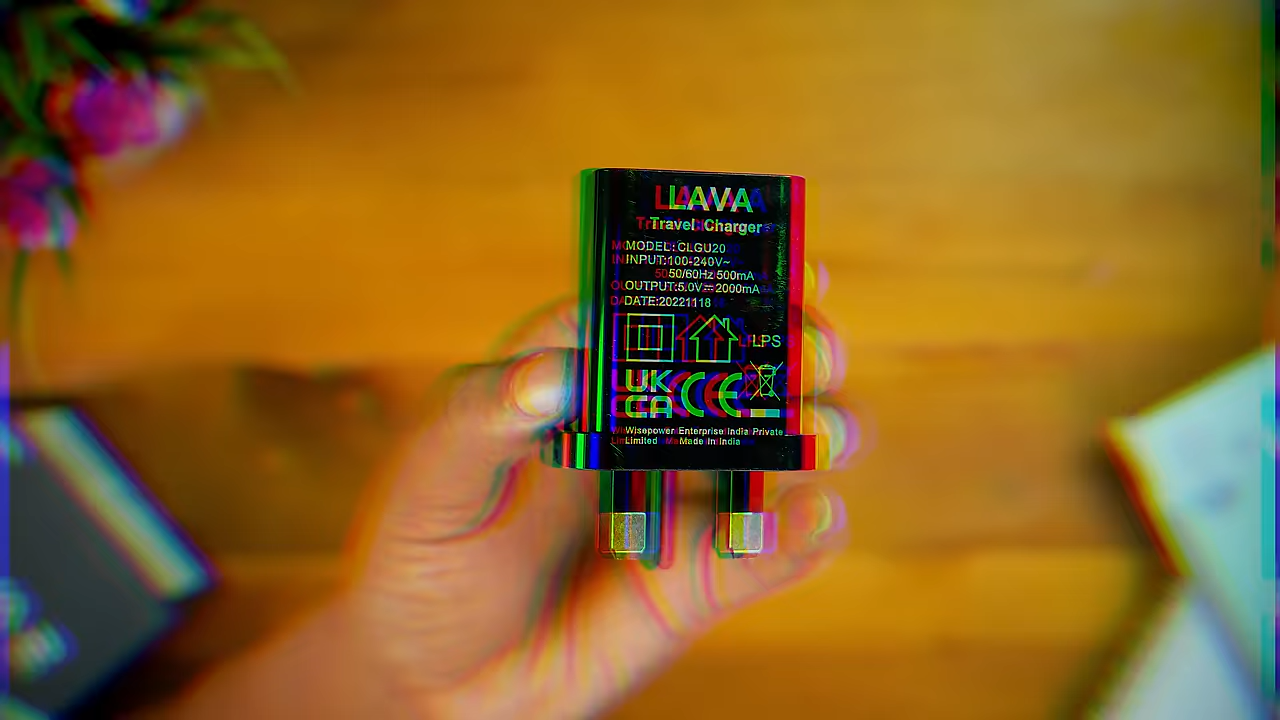 LAVA
Travel Charger
MODEL: CLGU20
INPUT:100-240V~
50/60Hz 500mA
OUTPUT:5.0V⎓2000mA
DATE:20221118
LPS
UK
CA CE
Wisepower Enterprise India Private
Limited Made In India